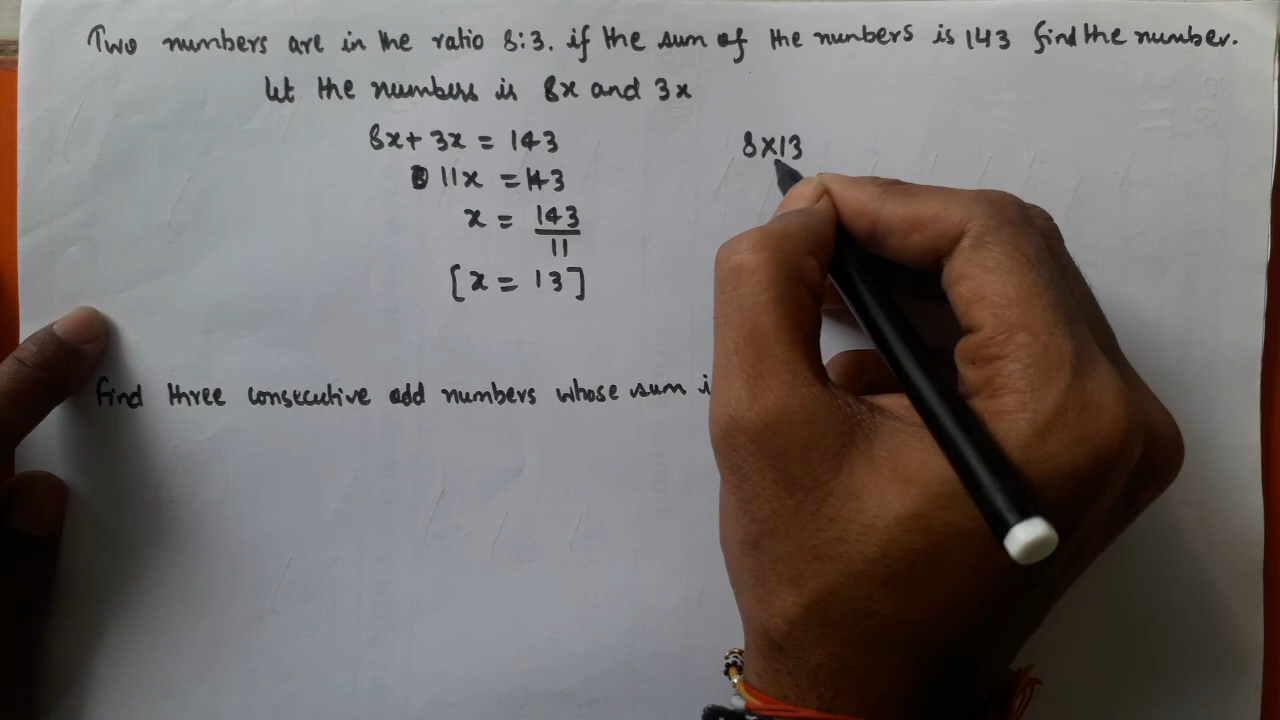 Two numbers are in the ratio 8:3. if the sum of the numbers is 143 find the number.
let the numbers is 8x and 3x
8x + 3x = 143
11x = 143
x = 143/11
[x = 13]
8×13
find three consecutive odd numbers whose sum i